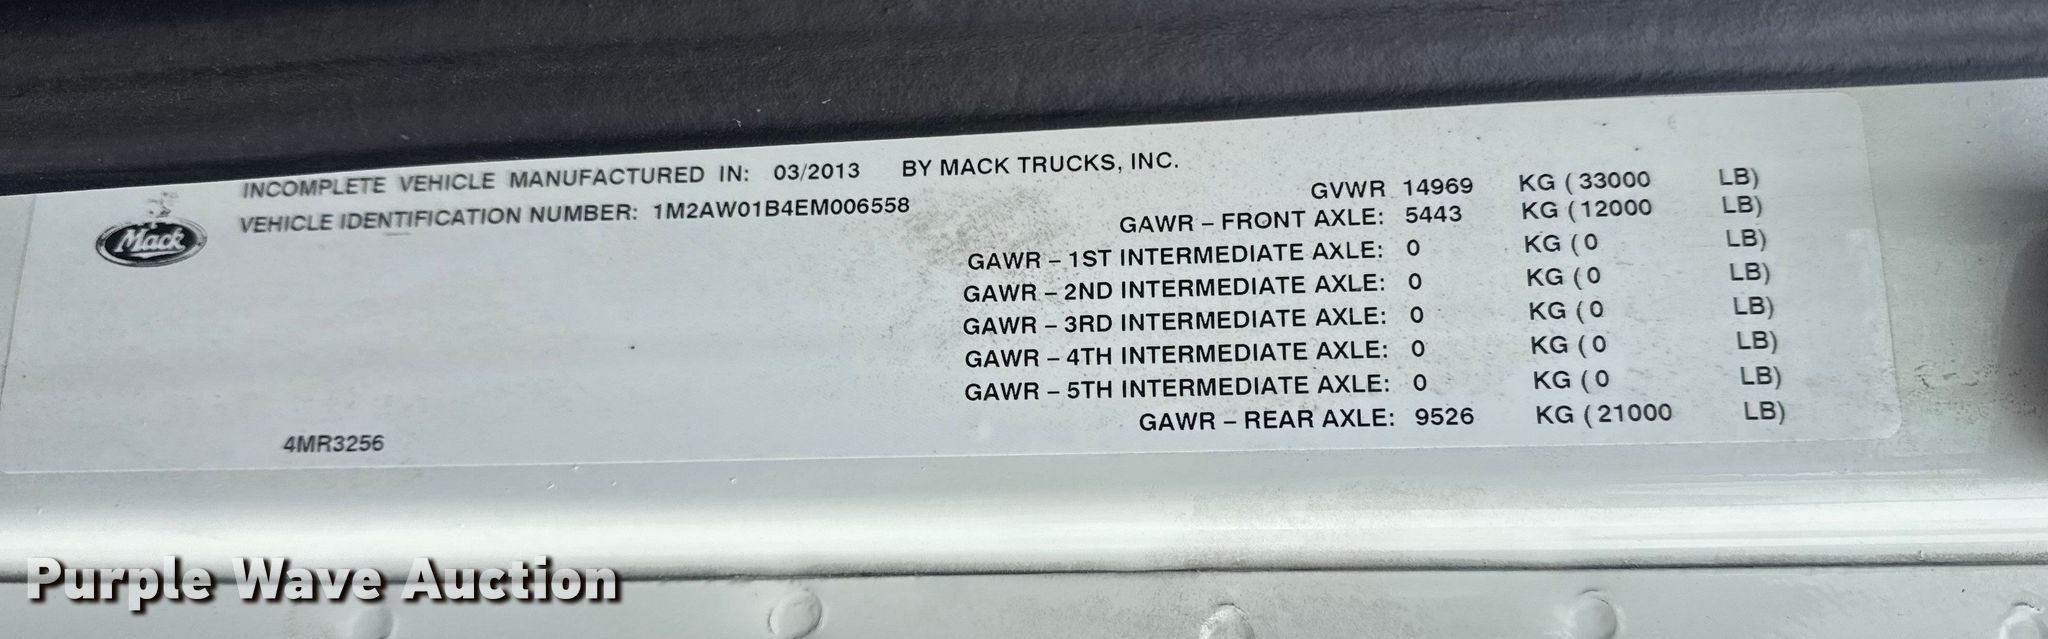 INCOMPLETE VEHICLE MANUFACTURED IN: 03/2013 BY MACK TRUCKS, INC.
VEHICLE IDENTIFICATION NUMBER: 1M2AW01B4EM006558
Mack
GVWR 14969 KG (33000 LB)
GAWR – FRONT AXLE: 5443 KG (12000 LB)
GAWR – 1ST INTERMEDIATE AXLE: 0 KG (0 LB)
GAWR – 2ND INTERMEDIATE AXLE: 0 KG (0 LB)
GAWR – 3RD INTERMEDIATE AXLE: 0 KG (0 LB)
GAWR – 4TH INTERMEDIATE AXLE: 0 KG (0 LB)
GAWR – 5TH INTERMEDIATE AXLE: 0 KG (0 LB)
GAWR – REAR AXLE: 9526 KG (21000 LB)
4MR3256
Purple Wave Auction